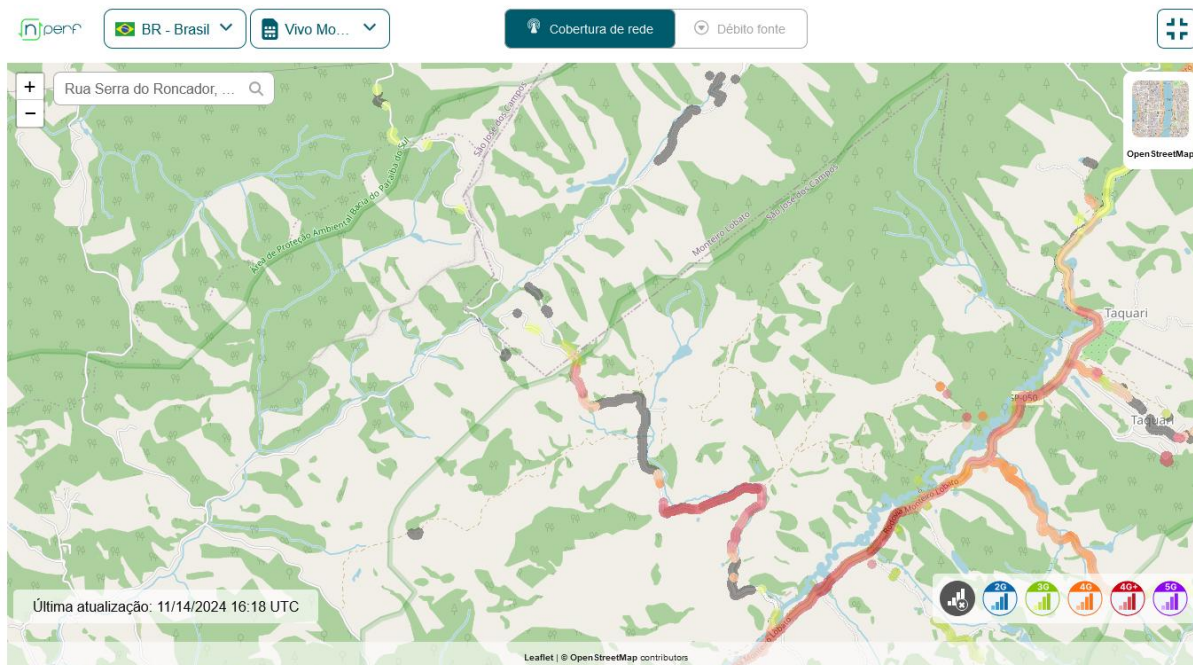 nperf
BR - Brasil
Vivo Mo...
Cobertura de rede
Débito fonte
+
−
Rua Serra do Roncador, ...
OpenStreetMap
São José dos Campos
Área de Proteção Ambiental Bacia do Paraíba do Sul
Monteiro Lobato
São José dos Campos
Taquari
SP-050
Taquari
Rodovia Monteiro Lobato
Última atualização: 11/14/2024 16:18 UTC
2G
3G
4G
4G+
5G
Leaflet | © OpenStreetMap contributors